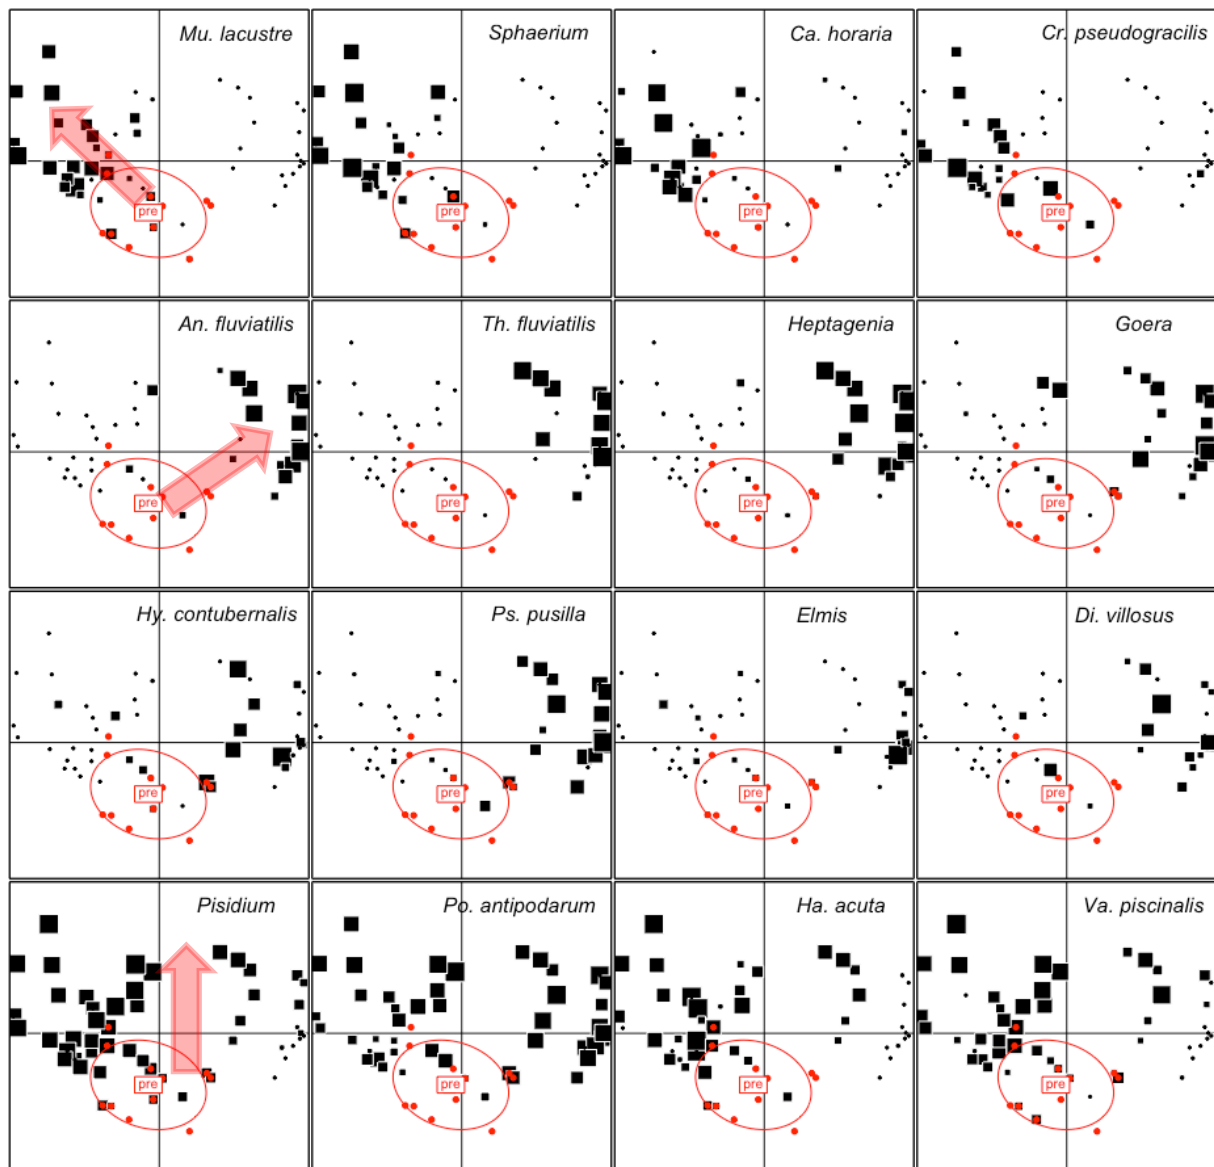 Mu. lacustre
Sphaerium
Ca. horaria
Cr. pseudogracilis
pre
pre
pre
pre
An. fluviatilis
Th. fluviatilis
Heptagenia
Goera
pre
pre
pre
pre
Hy. contubernalis
Ps. pusilla
Elmis
Di. villosus
pre
pre
pre
pre
Pisidium
Po. antipodarum
Ha. acuta
Va. piscinalis
pre
pre
pre
pre